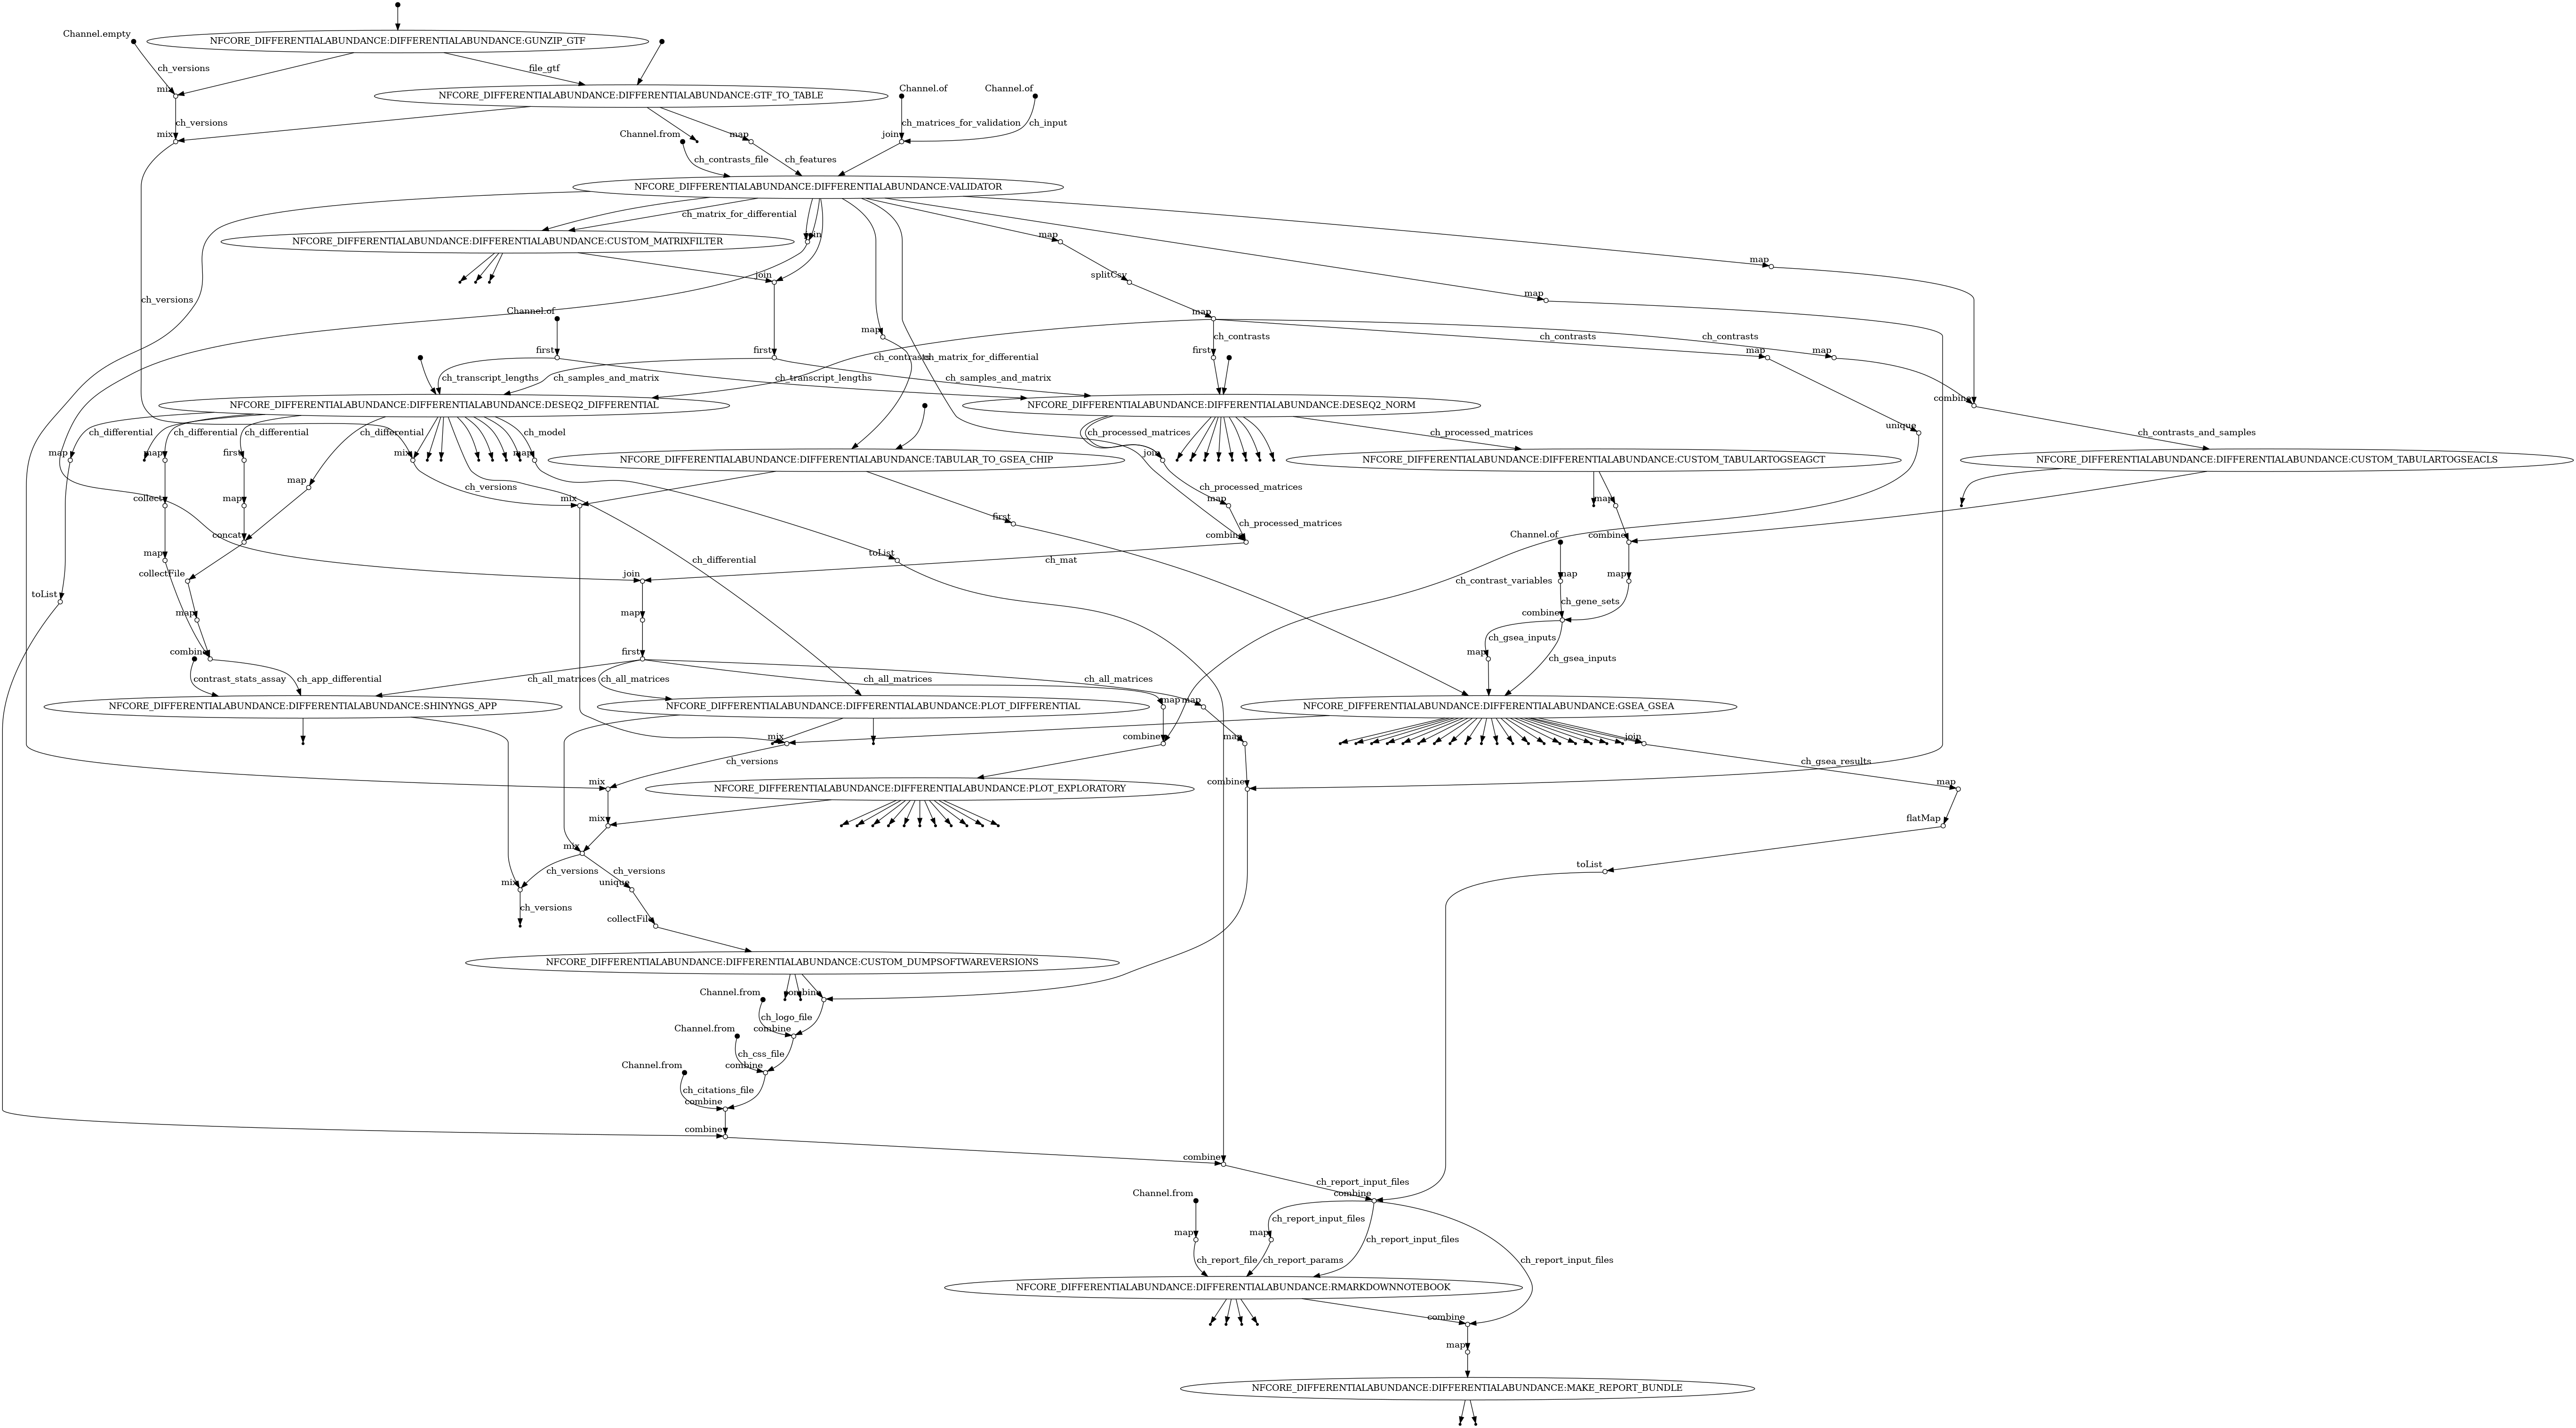 Channel.empty
NFCORE_DIFFERENTIALABUNDANCE:DIFFERENTIALABUNDANCE:GUNZIP_GTF
ch_versions
file_gtf
mix
NFCORE_DIFFERENTIALABUNDANCE:DIFFERENTIALABUNDANCE:GTF_TO_TABLE
Channel.of
Channel.of
ch_versions
ch_matrices_for_validation
ch_input
mix
Channel.from
map
join
ch_contrasts_file
ch_features
NFCORE_DIFFERENTIALABUNDANCE:DIFFERENTIALABUNDANCE:VALIDATOR
ch_matrix_for_differential
NFCORE_DIFFERENTIALABUNDANCE:DIFFERENTIALABUNDANCE:CUSTOM_MATRIXFILTER
join
map
map
join
splitCsv
ch_versions
map
Channel.of
map
map
ch_contrasts
ch_contrasts
ch_contrasts
first
first
ch_contrasts
ch_matrix_for_differential
first
map
map
ch_transcript_lengths
ch_samples_and_matrix
ch_transcript_lengths
ch_samples_and_matrix
combine
NFCORE_DIFFERENTIALABUNDANCE:DIFFERENTIALABUNDANCE:DESEQ2_DIFFERENTIAL
NFCORE_DIFFERENTIALABUNDANCE:DIFFERENTIALABUNDANCE:DESEQ2_NORM
unique
ch_differential
ch_differential
ch_differential
ch_differential
ch_model
ch_processed_matrices
ch_processed_matrices
ch_contrasts_and_samples
map
map
first
mix
map
NFCORE_DIFFERENTIALABUNDANCE:DIFFERENTIALABUNDANCE:TABULAR_TO_GSEA_CHIP
join
NFCORE_DIFFERENTIALABUNDANCE:DIFFERENTIALABUNDANCE:CUSTOM_TABULARTOGSEAGCT
NFCORE_DIFFERENTIALABUNDANCE:DIFFERENTIALABUNDANCE:CUSTOM_TABULARTOGSEACLS
map
ch_versions
ch_processed_matrices
collect
map
mix
map
map
first
ch_processed_matrices
concat
combine
Channel.of
combine
map
toList
ch_differential
ch_mat
collectFile
join
map
map
ch_contrast_variables
toList
ch_gene_sets
map
map
combine
ch_gsea_inputs
combine
first
map
ch_gsea_inputs
contrast_stats_assay
ch_app_differential
ch_all_matrices
ch_all_matrices
ch_all_matrices
ch_all_matrices
NFCORE_DIFFERENTIALABUNDANCE:DIFFERENTIALABUNDANCE:SHINYNGS_APP
NFCORE_DIFFERENTIALABUNDANCE:DIFFERENTIALABUNDANCE:PLOT_DIFFERENTIAL
map
map
NFCORE_DIFFERENTIALABUNDANCE:DIFFERENTIALABUNDANCE:GSEA_GSEA
mix
combine
map
join
ch_versions
ch_gsea_results
mix
NFCORE_DIFFERENTIALABUNDANCE:DIFFERENTIALABUNDANCE:PLOT_EXPLORATORY
combine
map
mix
flatMap
mix
toList
ch_versions
ch_versions
mix
unique
ch_versions
collectFile
NFCORE_DIFFERENTIALABUNDANCE:DIFFERENTIALABUNDANCE:CUSTOM_DUMPSOFTWAREVERSIONS
Channel.from
combine
ch_logo_file
Channel.from
combine
ch_css_file
Channel.from
combine
ch_citations_file
combine
combine
combine
ch_report_input_files
Channel.from
combine
ch_report_input_files
map
map
ch_report_input_files
ch_report_file
ch_report_params
ch_report_input_files
NFCORE_DIFFERENTIALABUNDANCE:DIFFERENTIALABUNDANCE:RMARKDOWNNOTEBOOK
combine
map
NFCORE_DIFFERENTIALABUNDANCE:DIFFERENTIALABUNDANCE:MAKE_REPORT_BUNDLE